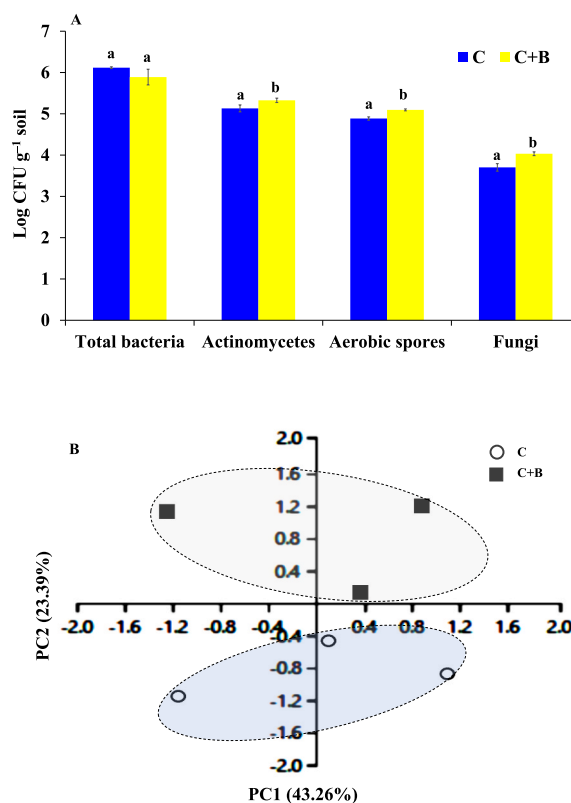 A
C C+B
Log CFU g⁻¹ soil
7
6
5
4
3
2
1
0
a a
a b
a b
a b
Total bacteria Actinomycetes Aerobic spores Fungi
B
C
C+B
PC2 (23.39%)
2.0
1.6
1.2
0.8
0.4
-2.0 -1.6 -1.2 -0.8 -0.4 0.4 0.8 1.2 1.6 2.0
-0.4
-0.8
-1.2
-1.6
-2.0
PC1 (43.26%)